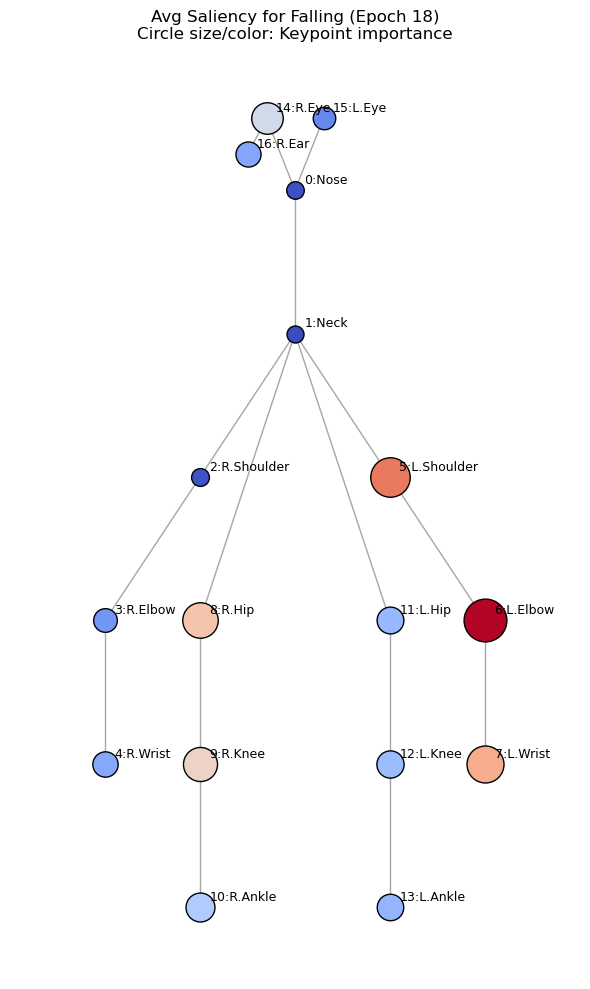 Avg Saliency for Falling (Epoch 18)
Circle size/color: Keypoint importance
14:R.Eye
15:L.Eye
16:R.Ear
0:Nose
1:Neck
2:R.Shoulder
5:L.Shoulder
3:R.Elbow
8:R.Hip
11:L.Hip
6:L.Elbow
4:R.Wrist
9:R.Knee
12:L.Knee
7:L.Wrist
10:R.Ankle
13:L.Ankle